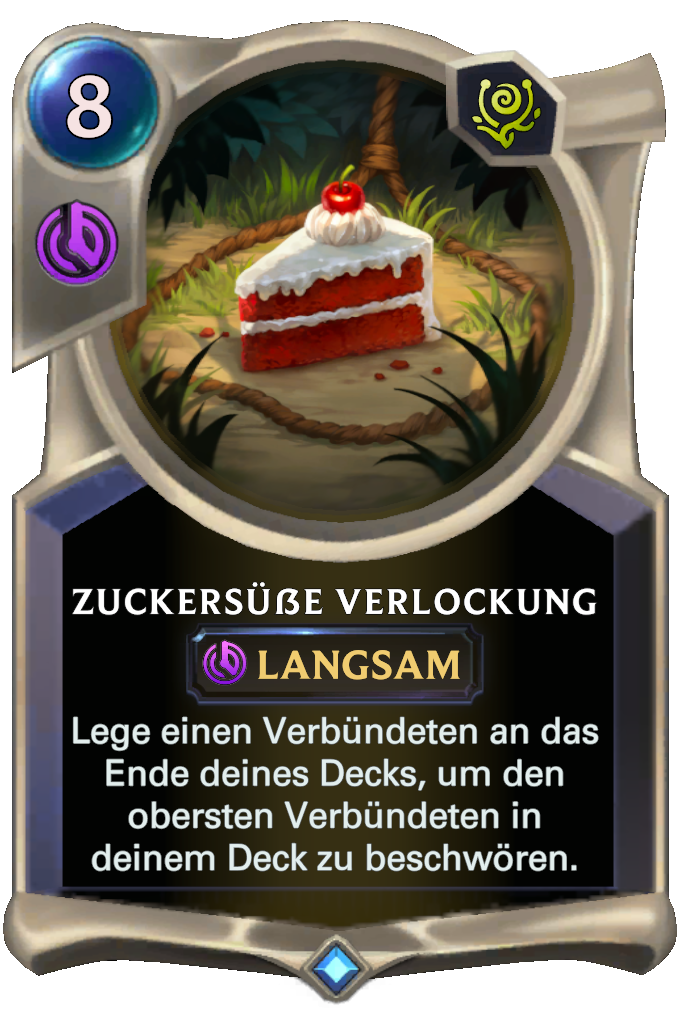 8
ZUCKERSÜẞE VERLOCKUNG
LANGSAM
Lege einen Verbündeten an das
Ende deines Decks, um den
obersten Verbündeten in
deinem Deck zu beschwören.